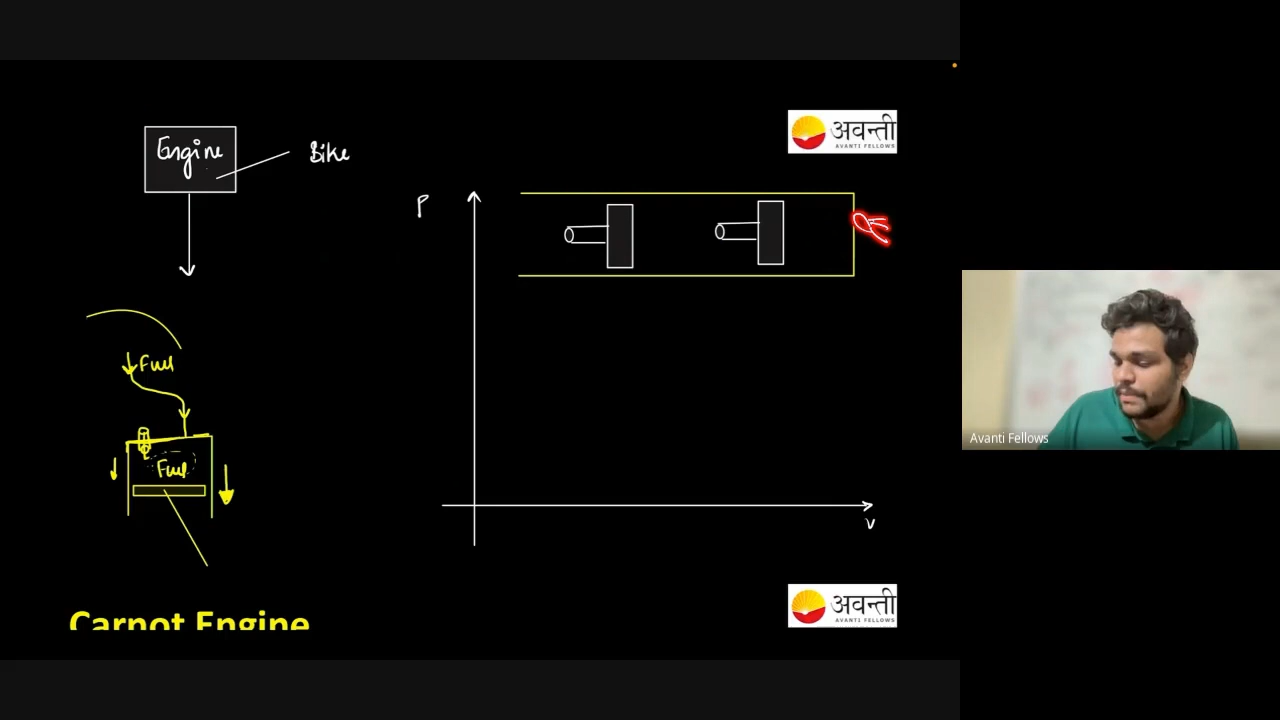 अवन्ती
AVANTI FELLOWS
Engine
Bike
P
Fuel
Fuel
V
Avanti Fellows
Carnot Engine
अवन्ती
AVANTI FELLOWS